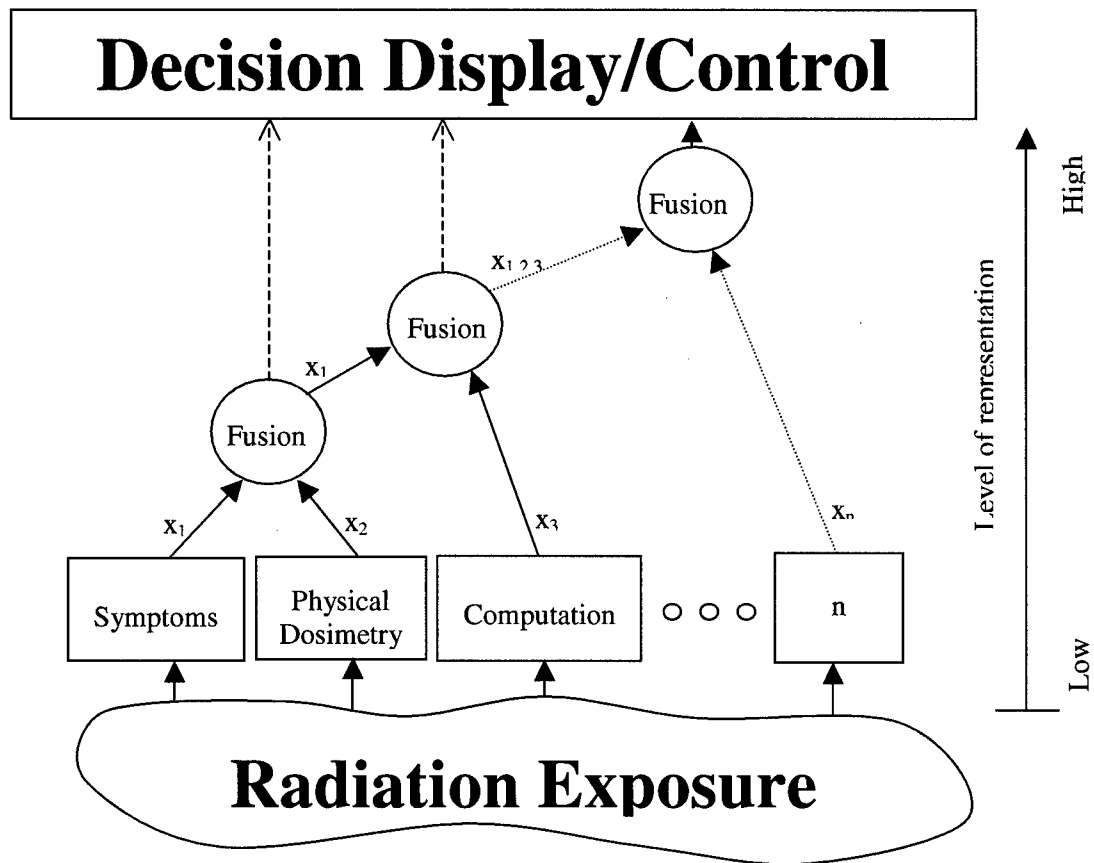 Decision Display/Control
High
Fusion
x₁ ₂ ₃
Fusion
x₁
Level of representation
Fusion
x₁
x₂
x₃
xₙ
Symptoms
Physical
Dosimetry
Computation
n
Low
Radiation Exposure